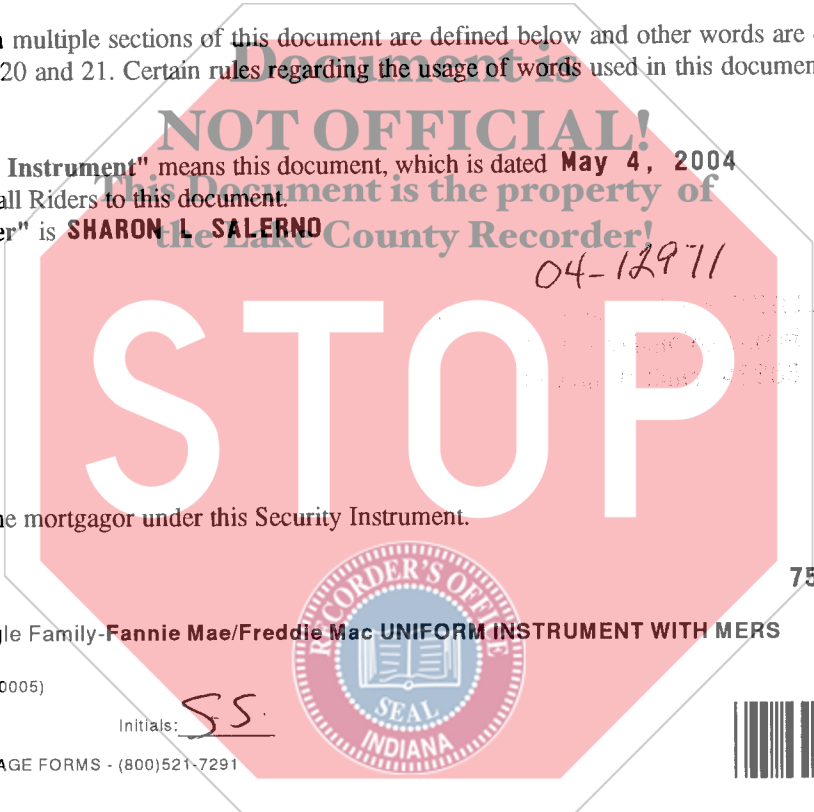 multiple sections of this document are defined below and other words are
20 and 21. Certain rules regarding the usage of words used in this documen
Document is
NOT OFFICIAL!
Instrument" means this document, which is dated May 4, 2004
This Document is the property of
all Riders to this document.
er" is SHARON L SALERNO
the Lake County Recorder!
04-12971
STOP
e mortgagor under this Security Instrument.
75
RECORDER'S OFFICE
gle Family-Fannie Mae/Freddie Mac UNIFORM INSTRUMENT WITH MERS
0005)
SEAL
Initials: S.S.
INDIANA
AGE FORMS - (800)521-7291